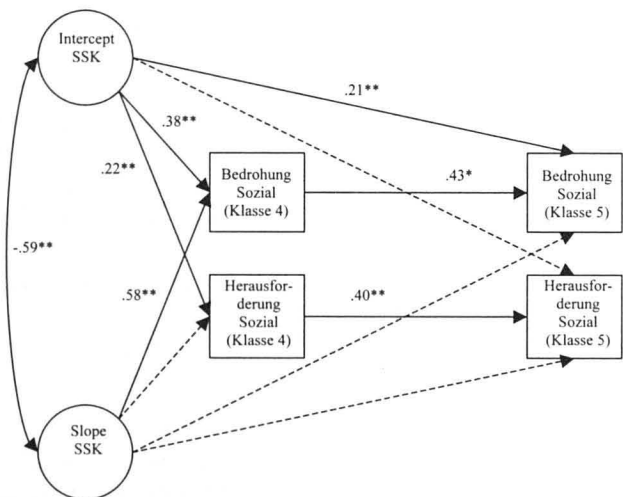 Intercept
SSK
.21**
.38**
.22**
Bedrohung
Sozial
(Klasse 4)
.43*
Bedrohung
Sozial
(Klasse 5)
-.59**
.58**
Herausfor-
derung
Sozial
(Klasse 4)
.40**
Herausfor-
derung
Sozial
(Klasse 5)
Slope
SSK